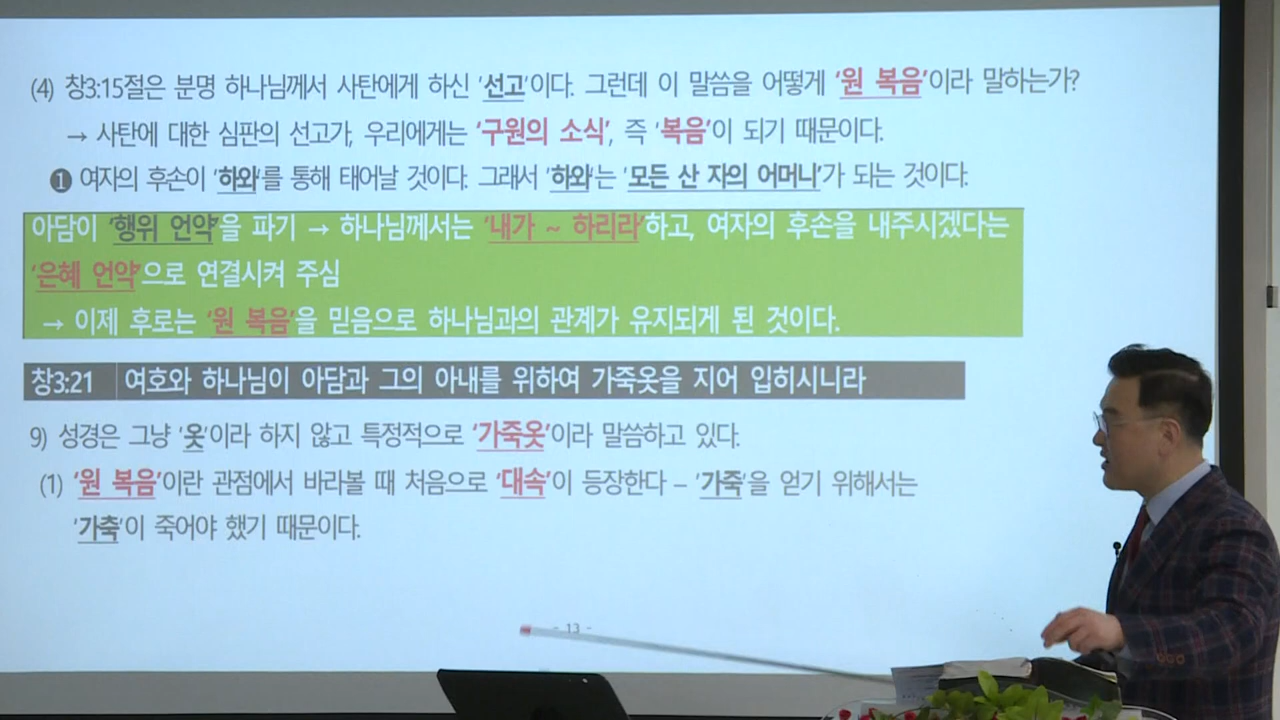 (4) 창3:15절은 분명 하나님께서 사탄에게 하신 '선고'이다. 그런데 이 말씀을 어떻게 '원 복음'이라 말하는가?
→ 사탄에 대한 심판의 선고가, 우리에게는 '구원의 소식', 즉 '복음'이 되기 때문이다.
❶ 여자의 후손이 '하와'를 통해 태어날 것이다. 그래서 '하와'는 '모든 산 자의 어머니'가 되는 것이다.
아담이 '행위 언약'을 파기 → 하나님께서는 '내가 ~ 하리라'하고, 여자의 후손을 내주시겠다는
'은혜 언약'으로 연결시켜 주심
→ 이제 후로는 '원 복음'을 믿음으로 하나님과의 관계가 유지되게 된 것이다.
창3:21 여호와 하나님이 아담과 그의 아내를 위하여 가죽옷을 지어 입히시니라
9) 성경은 그냥 '옷'이라 하지 않고 특정적으로 '가죽옷'이라 말씀하고 있다.
(1) '원 복음'이란 관점에서 바라볼 때 처음으로 '대속'이 등장한다 – '가죽'을 얻기 위해서는
'가축'이 죽어야 했기 때문이다.
- 13 -